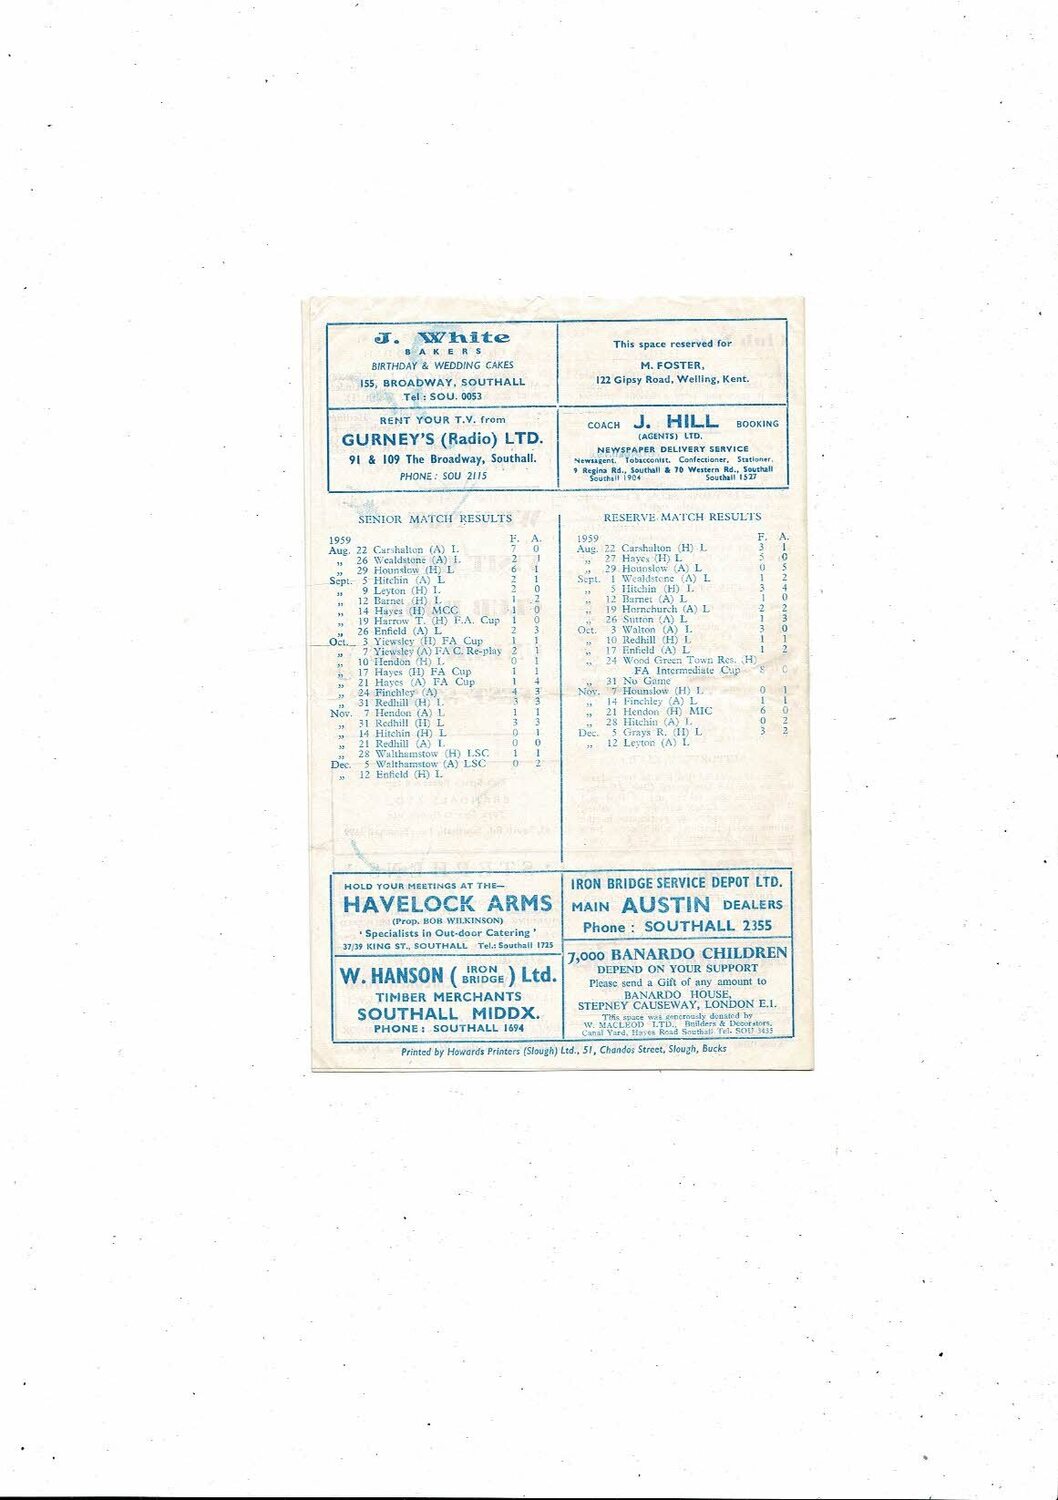 J. White
BAKERS
BIRTHDAY & WEDDING CAKES
155, BROADWAY, SOUTHALL
Tel : SOU. 0053
This space reserved for
M. FOSTER,
122 Gipsy Road, Welling, Kent.
RENT YOUR T.V. from
GURNEY'S (Radio) LTD.
91 & 109 The Broadway, Southall.
PHONE: SOU 2115
COACH J. HILL BOOKING
(AGENTS) LTD.
NEWSPAPER DELIVERY SERVICE
Newsagent, Tobacconist, Confectioner, Stationer.
9 Regina Rd., Southall & 70 Western Rd., Southall
Southall 1904 Southall 1527
SENIOR MATCH RESULTS
1959 F. A.
Aug. 22 Carshalton (A) L 7 0
„ 26 Wealdstone (A) L 2 1
„ 29 Hounslow (H) L 6 1
Sept. 5 Hitchin (A) L 2 1
„ 9 Leyton (H) L 2 0
„ 12 Barnet (H) L 1 2
„ 14 Hayes (H) MCC 1 0
„ 19 Harrow T. (H) F.A. Cup 1 0
„ 26 Enfield (A) L 2 3
Oct. 3 Yiewsley (H) FA Cup 1 1
„ 7 Yiewsley (A) FA C. Re-play 2 1
„ 10 Hendon (H) L 0 1
„ 17 Hayes (H) FA Cup 1 1
„ 21 Hayes (A) FA Cup 1 4
„ 24 Finchley (A) 4 3
„ 31 Redhill (H) L 3 3
Nov. 7 Hendon (A) L 1 1
„ 31 Redhill (H) L 3 3
„ 14 Hitchin (H) L 0 1
„ 21 Redhill (A) L 0 0
„ 28 Walthamstow (H) LSC 1 1
Dec. 5 Walthamstow (A) LSC 0 2
„ 12 Enfield (H) L
RESERVE MATCH RESULTS
1959 F. A.
Aug. 22 Carshalton (H) L 3 1
„ 27 Hayes (H) L 5 0
„ 29 Hounslow (A) L 0 5
Sept. 1 Wealdstone (A) L 1 2
„ 5 Hitchin (H) L 3 4
„ 12 Barnet (A) L 1 0
„ 19 Hornchurch (A) L 2 2
„ 26 Sutton (A) L 1 3
Oct. 3 Walton (A) L 3 0
„ 10 Redhill (H) L 1 1
„ 17 Enfield (A) L 1 2
„ 24 Wood Green Town Res. (H)
FA Intermediate Cup
„ 31 No Game
Nov. 7 Hounslow (H) L 0 1
„ 14 Finchley (A) L 1 1
„ 21 Hendon (H) MIC 6 0
„ 28 Hitchin (A) L 0 2
Dec. 5 Grays R. (H) L 3 2
„ 12 Leyton (A) L
HOLD YOUR MEETINGS AT THE—
HAVELOCK ARMS
(Prop. BOB WILKINSON)
' Specialists in Out-door Catering '
37/39 KING ST., SOUTHALL Tel.: Southall 1725
W. HANSON ( IRON BRIDGE ) Ltd.
TIMBER MERCHANTS
SOUTHALL MIDDX.
PHONE: SOUTHALL 1694
IRON BRIDGE SERVICE DEPOT LTD.
MAIN AUSTIN DEALERS
Phone : SOUTHALL 2355
7,000 BANARDO CHILDREN
DEPEND ON YOUR SUPPORT
Please send a Gift of any amount to
BANARDO HOUSE,
STEPNEY CAUSEWAY, LONDON E.1.
This space was generously donated by
W. MACLEOD LTD., Builders & Decorators,
Canal Yard, Hayes Road Southall Tel. SOU 3435
Printed by Howards Printers (Slough) Ltd., 51, Chandos Street, Slough, Bucks